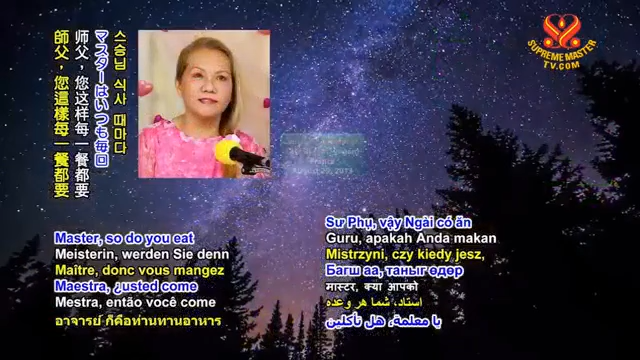 스승님 식사 때마다
マスターはいつも毎回
师父，您这样每一餐都要
師父，您這樣每一餐都要
SUPREME MASTER
TV.COM
Master, so do you eat
Meisterin, werden Sie denn
Maître, donc vous mangez
Maestra, ¿usted come
Mestra, então você come
อาจารย์ ก็คือท่านทานอาหาร
Sư Phụ, vậy Ngài có ăn
Guru, apakah Anda makan
Mistrzyni, czy kiedy jesz,
Багш аа, таныг өдөр
मास्टर, क्या आपको
استاد، شما هر وعده
يا معلمة، هل تأكلين